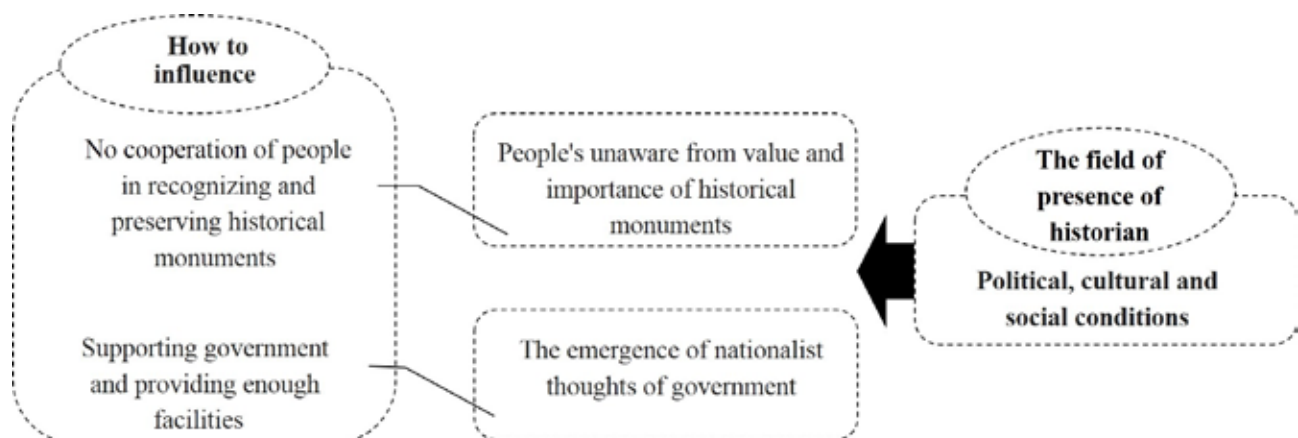 How to
influence
No cooperation of people
in recognizing and
preserving historical
monuments
Supporting government
and providing enough
facilities
People's unaware from value and
importance of historical
monuments
The emergence of nationalist
thoughts of government
The field of
presence of
historian
Political, cultural and
social conditions